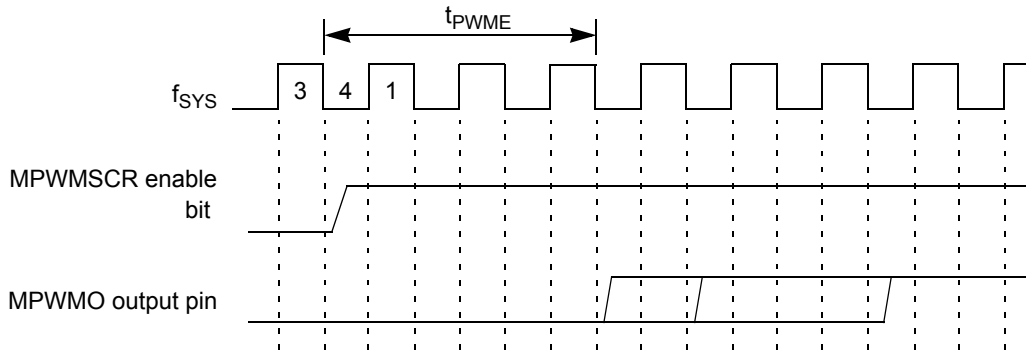 tPWME
fSYS
3 4 1
MPWMSCR enable
bit
MPWMO output pin